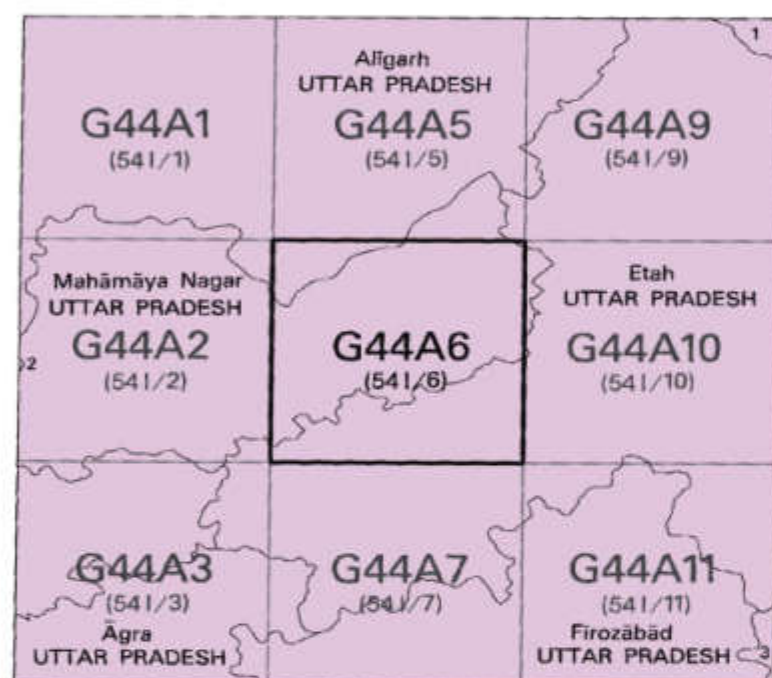 1
Alīgarh
UTTAR PRADESH
G44A1
(54 I/1)
G44A5
(54 I/5)
G44A9
(54 I/9)
Mahāmāya Nagar
UTTAR PRADESH
G44A2
(54 I/2)
2
G44A6
(54 I/6)
Etah
UTTAR PRADESH
G44A10
(54 I/10)
G44A3
(54 I/3)
Āgra
UTTAR PRADESH
G44A7
(54 I/7)
G44A11
(54 I/11)
Fīrozābād
UTTAR PRADESH
3